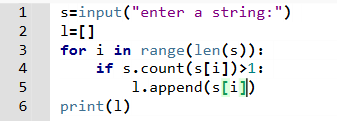 1 s=input("enter a string:")
2 l=[]
3 for i in range(len(s)):
4     if s.count(s[i])>1:
5         l.append(s[i])
6 print(l)